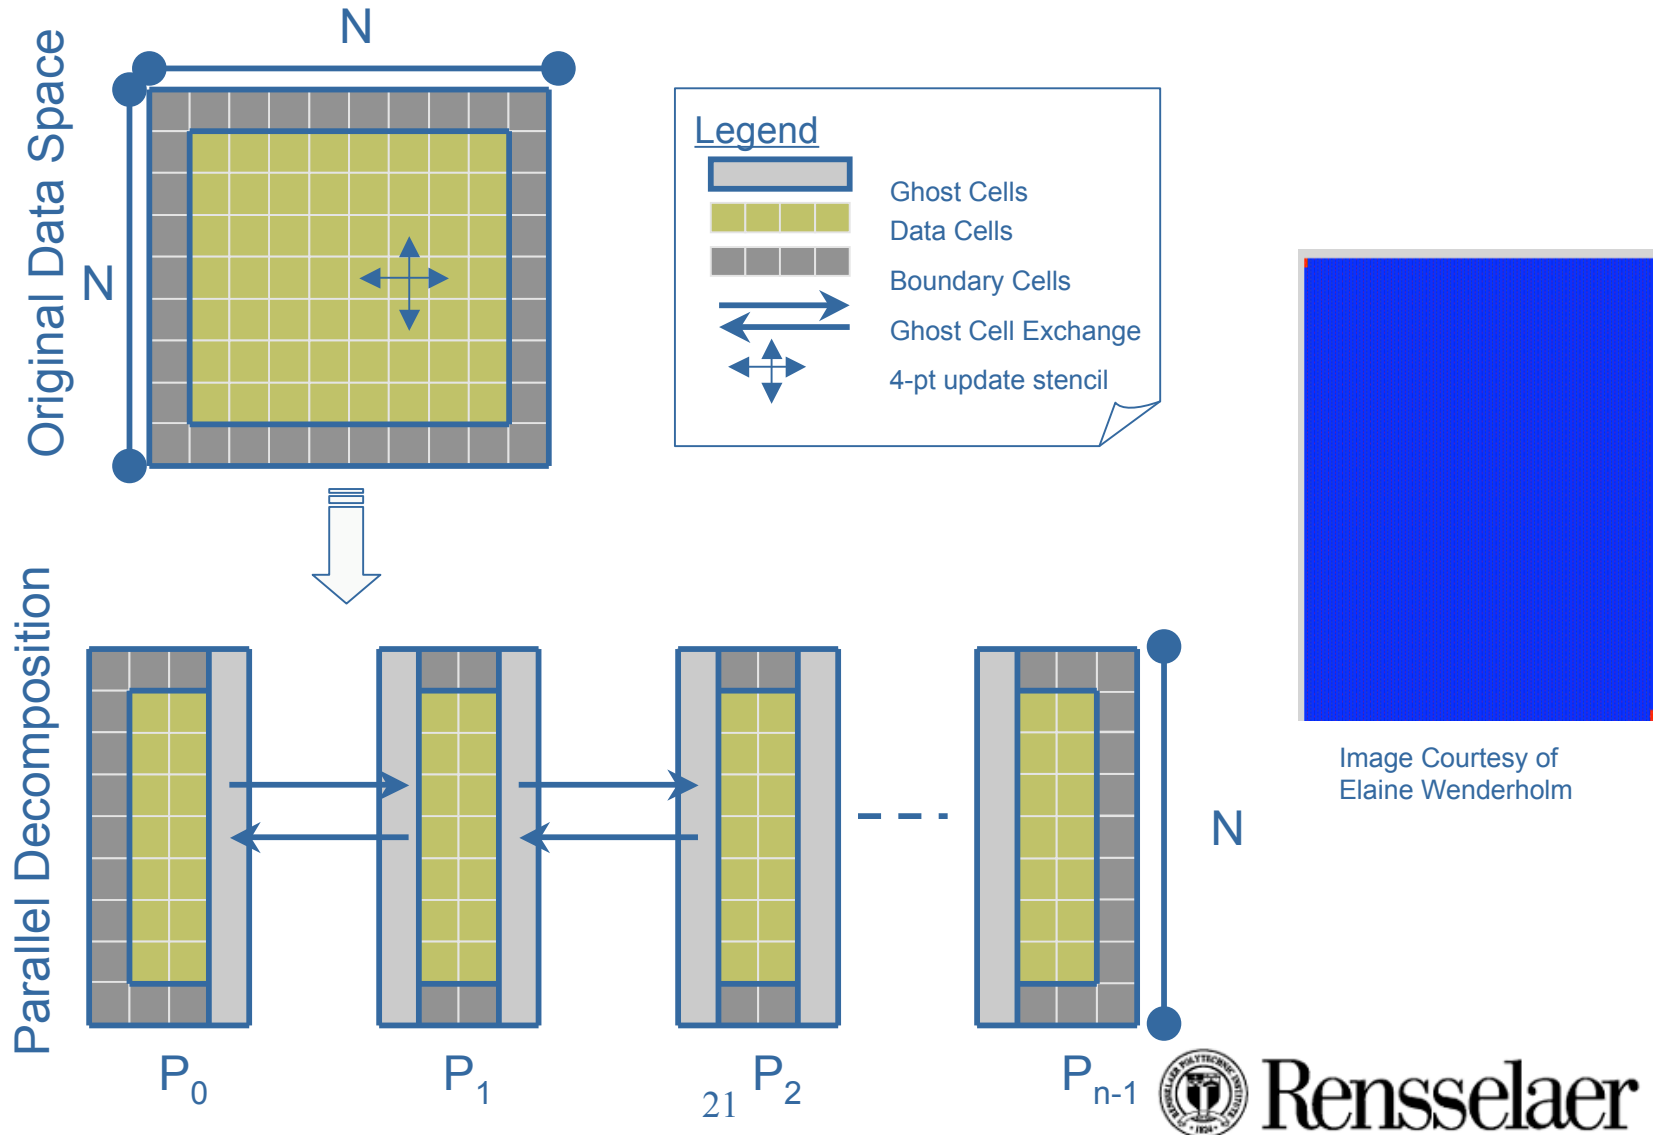 Original Data Space
N
N
Legend
Ghost Cells
Data Cells
Boundary Cells
Ghost Cell Exchange
4-pt update stencil
Image Courtesy of
Elaine Wenderholm
Parallel Decomposition
N
P0
P1
P2
Pn-1
21
Rensselaer